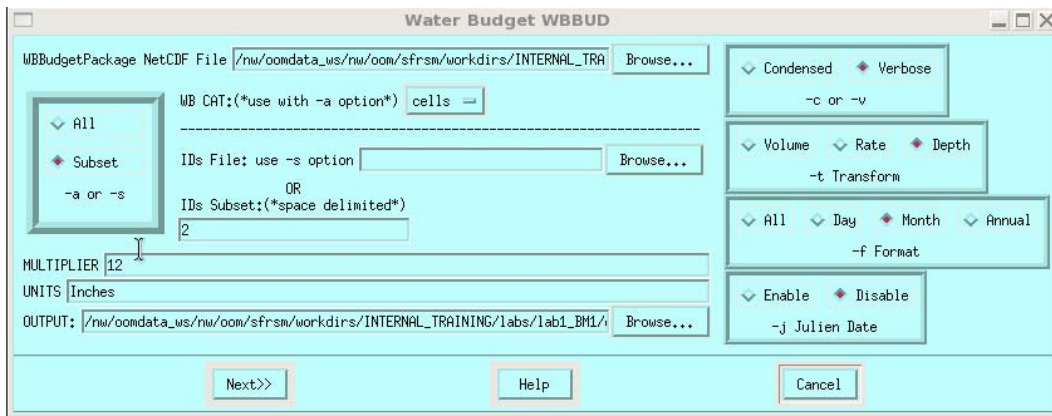 Water Budget WBBUD
WBBudgetPackage NetCDF File /nw/oomdata_ws/nw/oom/sfrsm/workdirs/INTERNAL_TRA Browse...
All
Subset
-a or -s
WB CAT:(*use with -a option*) cells
IDs File: use -s option Browse...
OR
IDs Subset:(*space delimited*)
2
MULTIPLIER 12
UNITS Inches
OUTPUT: /nw/oomdata_ws/nw/oom/sfrsm/workdirs/INTERNAL_TRAINING/labs/lab1_BM1/ Browse...
Condensed Verbose
-c or -v
Volume Rate Depth
-t Transform
All Day Month Annual
-f Format
Enable Disable
-j Julien Date
Next>> Help Cancel